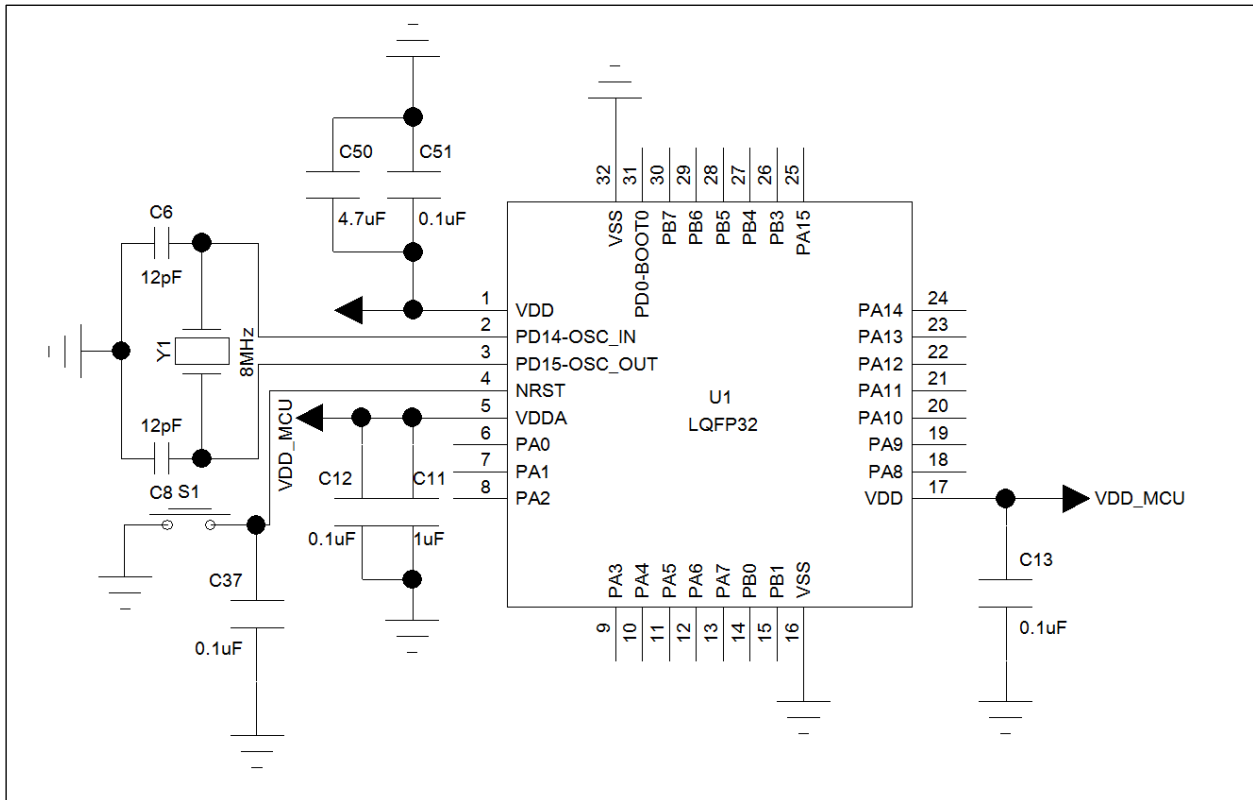 C50
C51
4.7uF
0.1uF
C6
12pF
Y1
8MHz
12pF
C8
S1
C37
0.1uF
VDD_MCU
C12
C11
0.1uF
1uF
1
2
3
4
5
6
7
8
VDD
PD14-OSC_IN
PD15-OSC_OUT
NRST
VDDA
PA0
PA1
PA2
32
31
30
29
28
27
26
25
VSS
PD0-BOOT0
PB7
PB6
PB5
PB4
PB3
PA15
U1
LQFP32
PA14
PA13
PA12
PA11
PA10
PA9
PA8
VDD
24
23
22
21
20
19
18
17
VDD_MCU
C13
0.1uF
PA3
PA4
PA5
PA6
PA7
PB0
PB1
VSS
9
10
11
12
13
14
15
16